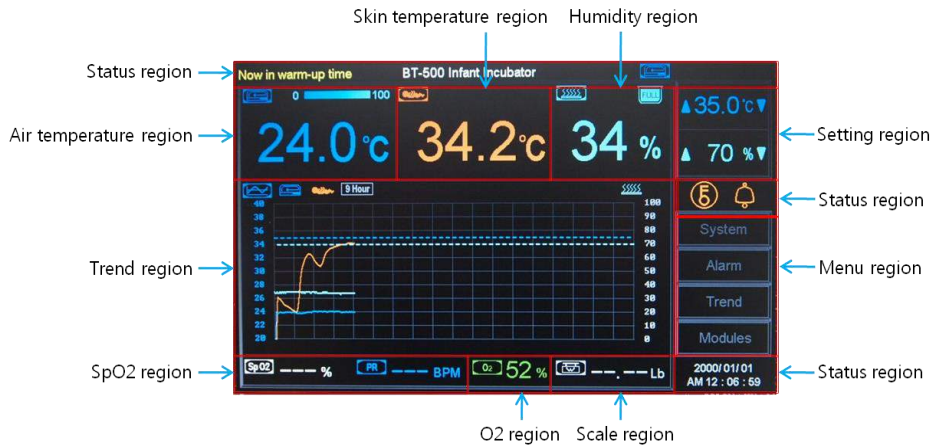 Skin temperature region
Humidity region
Status region
Now in warm-up time
BT-500 Infant Incubator
Air temperature region
0
100
24.0 °C
34.2 °C
FULL
34 %
35.0 °C
70 %
Setting region
Status region
9 Hour
40
38
36
34
32
30
28
26
24
22
20
100
90
80
70
60
50
40
30
20
10
0
Trend region
System
Alarm
Trend
Modules
Menu region
SpO2 region
SpO2
--- %
PR
--- BPM
O2
52 %
--.-- Lb
2000/01/01
AM 12 : 06 : 59
Status region
O2 region
Scale region